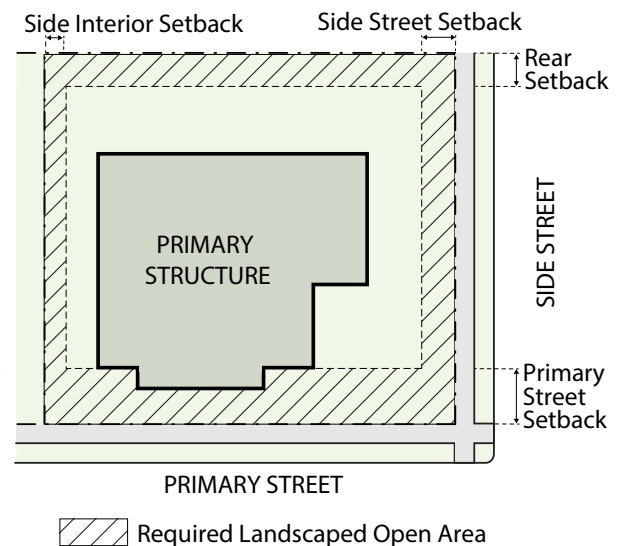 Side Interior Setback
Side Street Setback
Rear
Setback
SIDE STREET
PRIMARY
STRUCTURE
Primary
Street
Setback
PRIMARY STREET
Required Landscaped Open Area